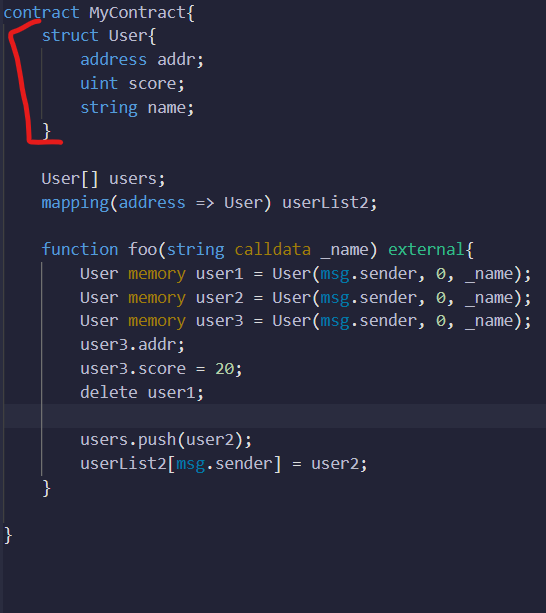 contract MyContract{
struct User{
address addr;
uint score;
string name;
}
User[] users;
mapping(address => User) userList2;
function foo(string calldata _name) external{
User memory user1 = User(msg.sender, 0, _name);
User memory user2 = User(msg.sender, 0, _name);
User memory user3 = User(msg.sender, 0, _name);
user3.addr;
user3.score = 20;
delete user1;
users.push(user2);
userList2[msg.sender] = user2;
}
}